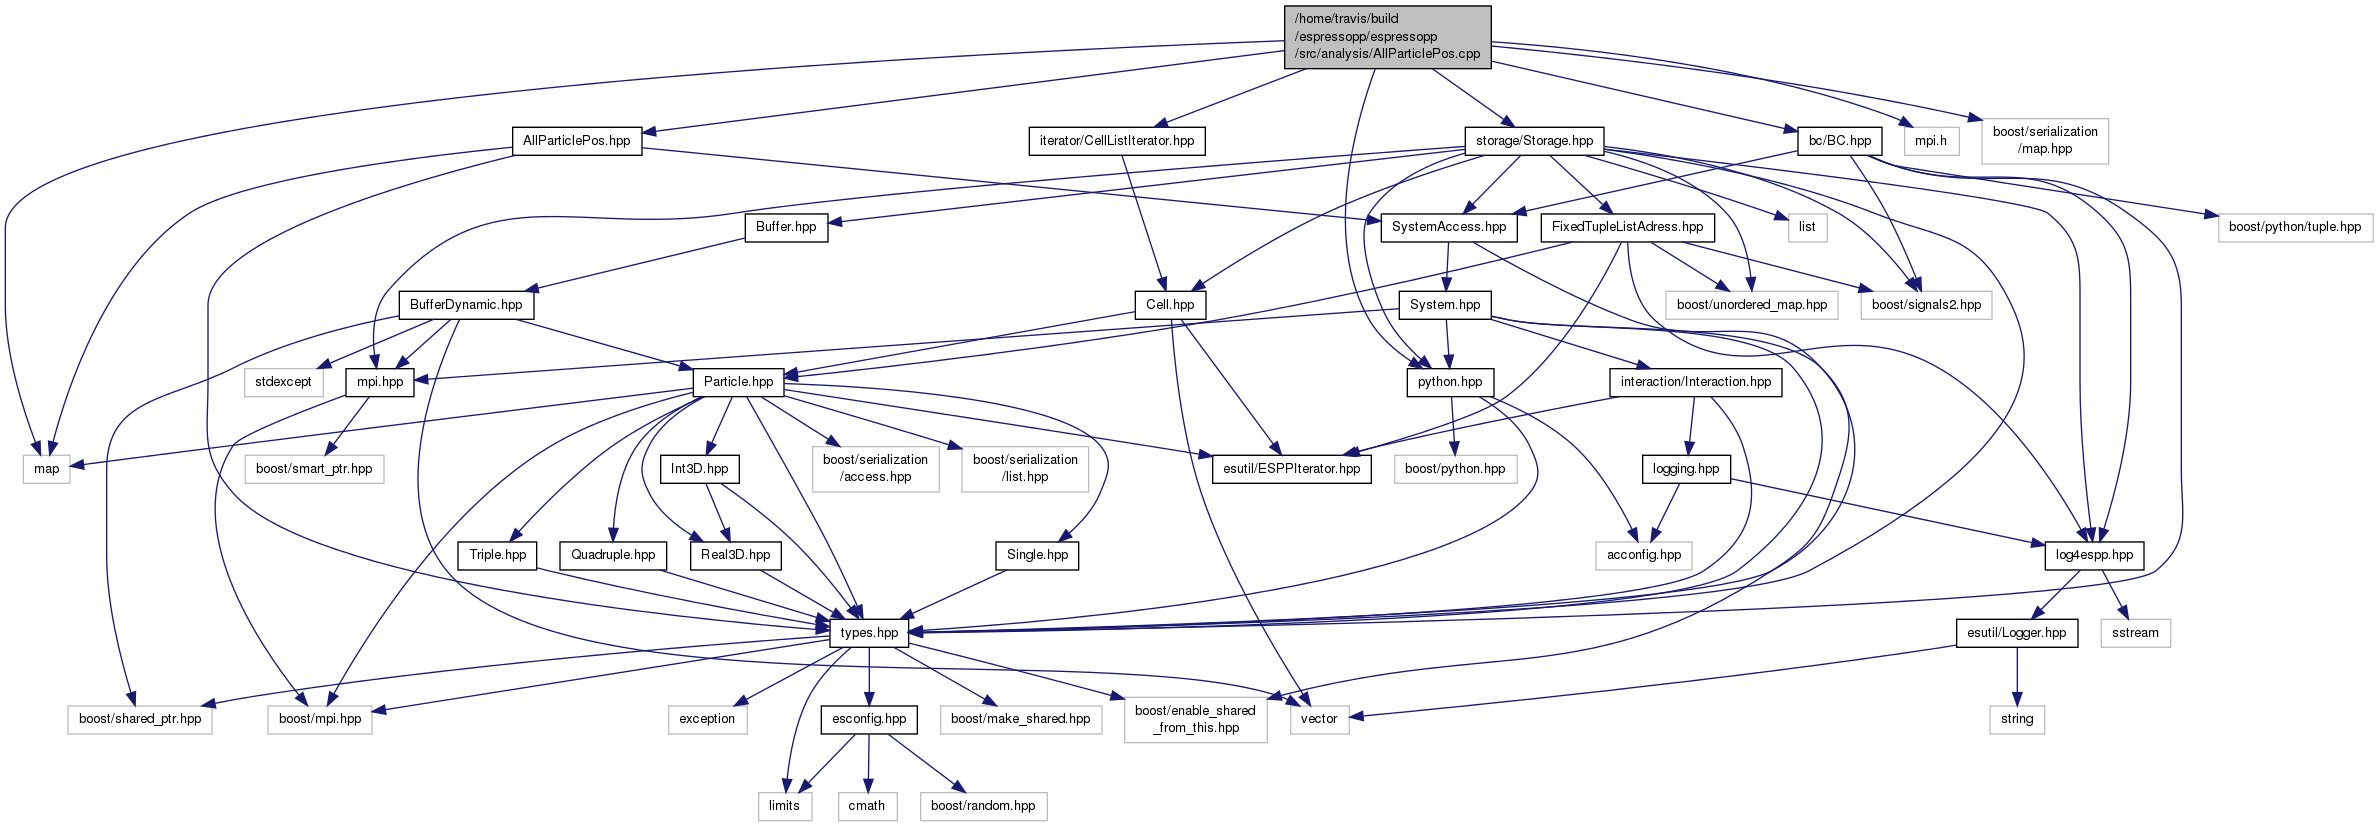 /home/travis/build
/espressopp/espressopp
/src/analysis/AllParticlePos.cpp
AllParticlePos.hpp
iterator/CellListIterator.hpp
storage/Storage.hpp
bc/BC.hpp
mpi.h
boost/serialization
/map.hpp
Buffer.hpp
SystemAccess.hpp
FixedTupleListAdress.hpp
list
boost/python/tuple.hpp
BufferDynamic.hpp
Cell.hpp
System.hpp
boost/unordered_map.hpp
boost/signals2.hpp
stdexcept
mpi.hpp
Particle.hpp
python.hpp
interaction/Interaction.hpp
map
boost/smart_ptr.hpp
Int3D.hpp
boost/serialization
/access.hpp
boost/serialization
/list.hpp
esutil/ESPPIterator.hpp
boost/python.hpp
logging.hpp
Triple.hpp
Quadruple.hpp
Real3D.hpp
Single.hpp
acconfig.hpp
log4espp.hpp
types.hpp
esutil/Logger.hpp
sstream
boost/shared_ptr.hpp
boost/mpi.hpp
exception
esconfig.hpp
boost/make_shared.hpp
boost/enable_shared
_from_this.hpp
vector
string
limits
cmath
boost/random.hpp